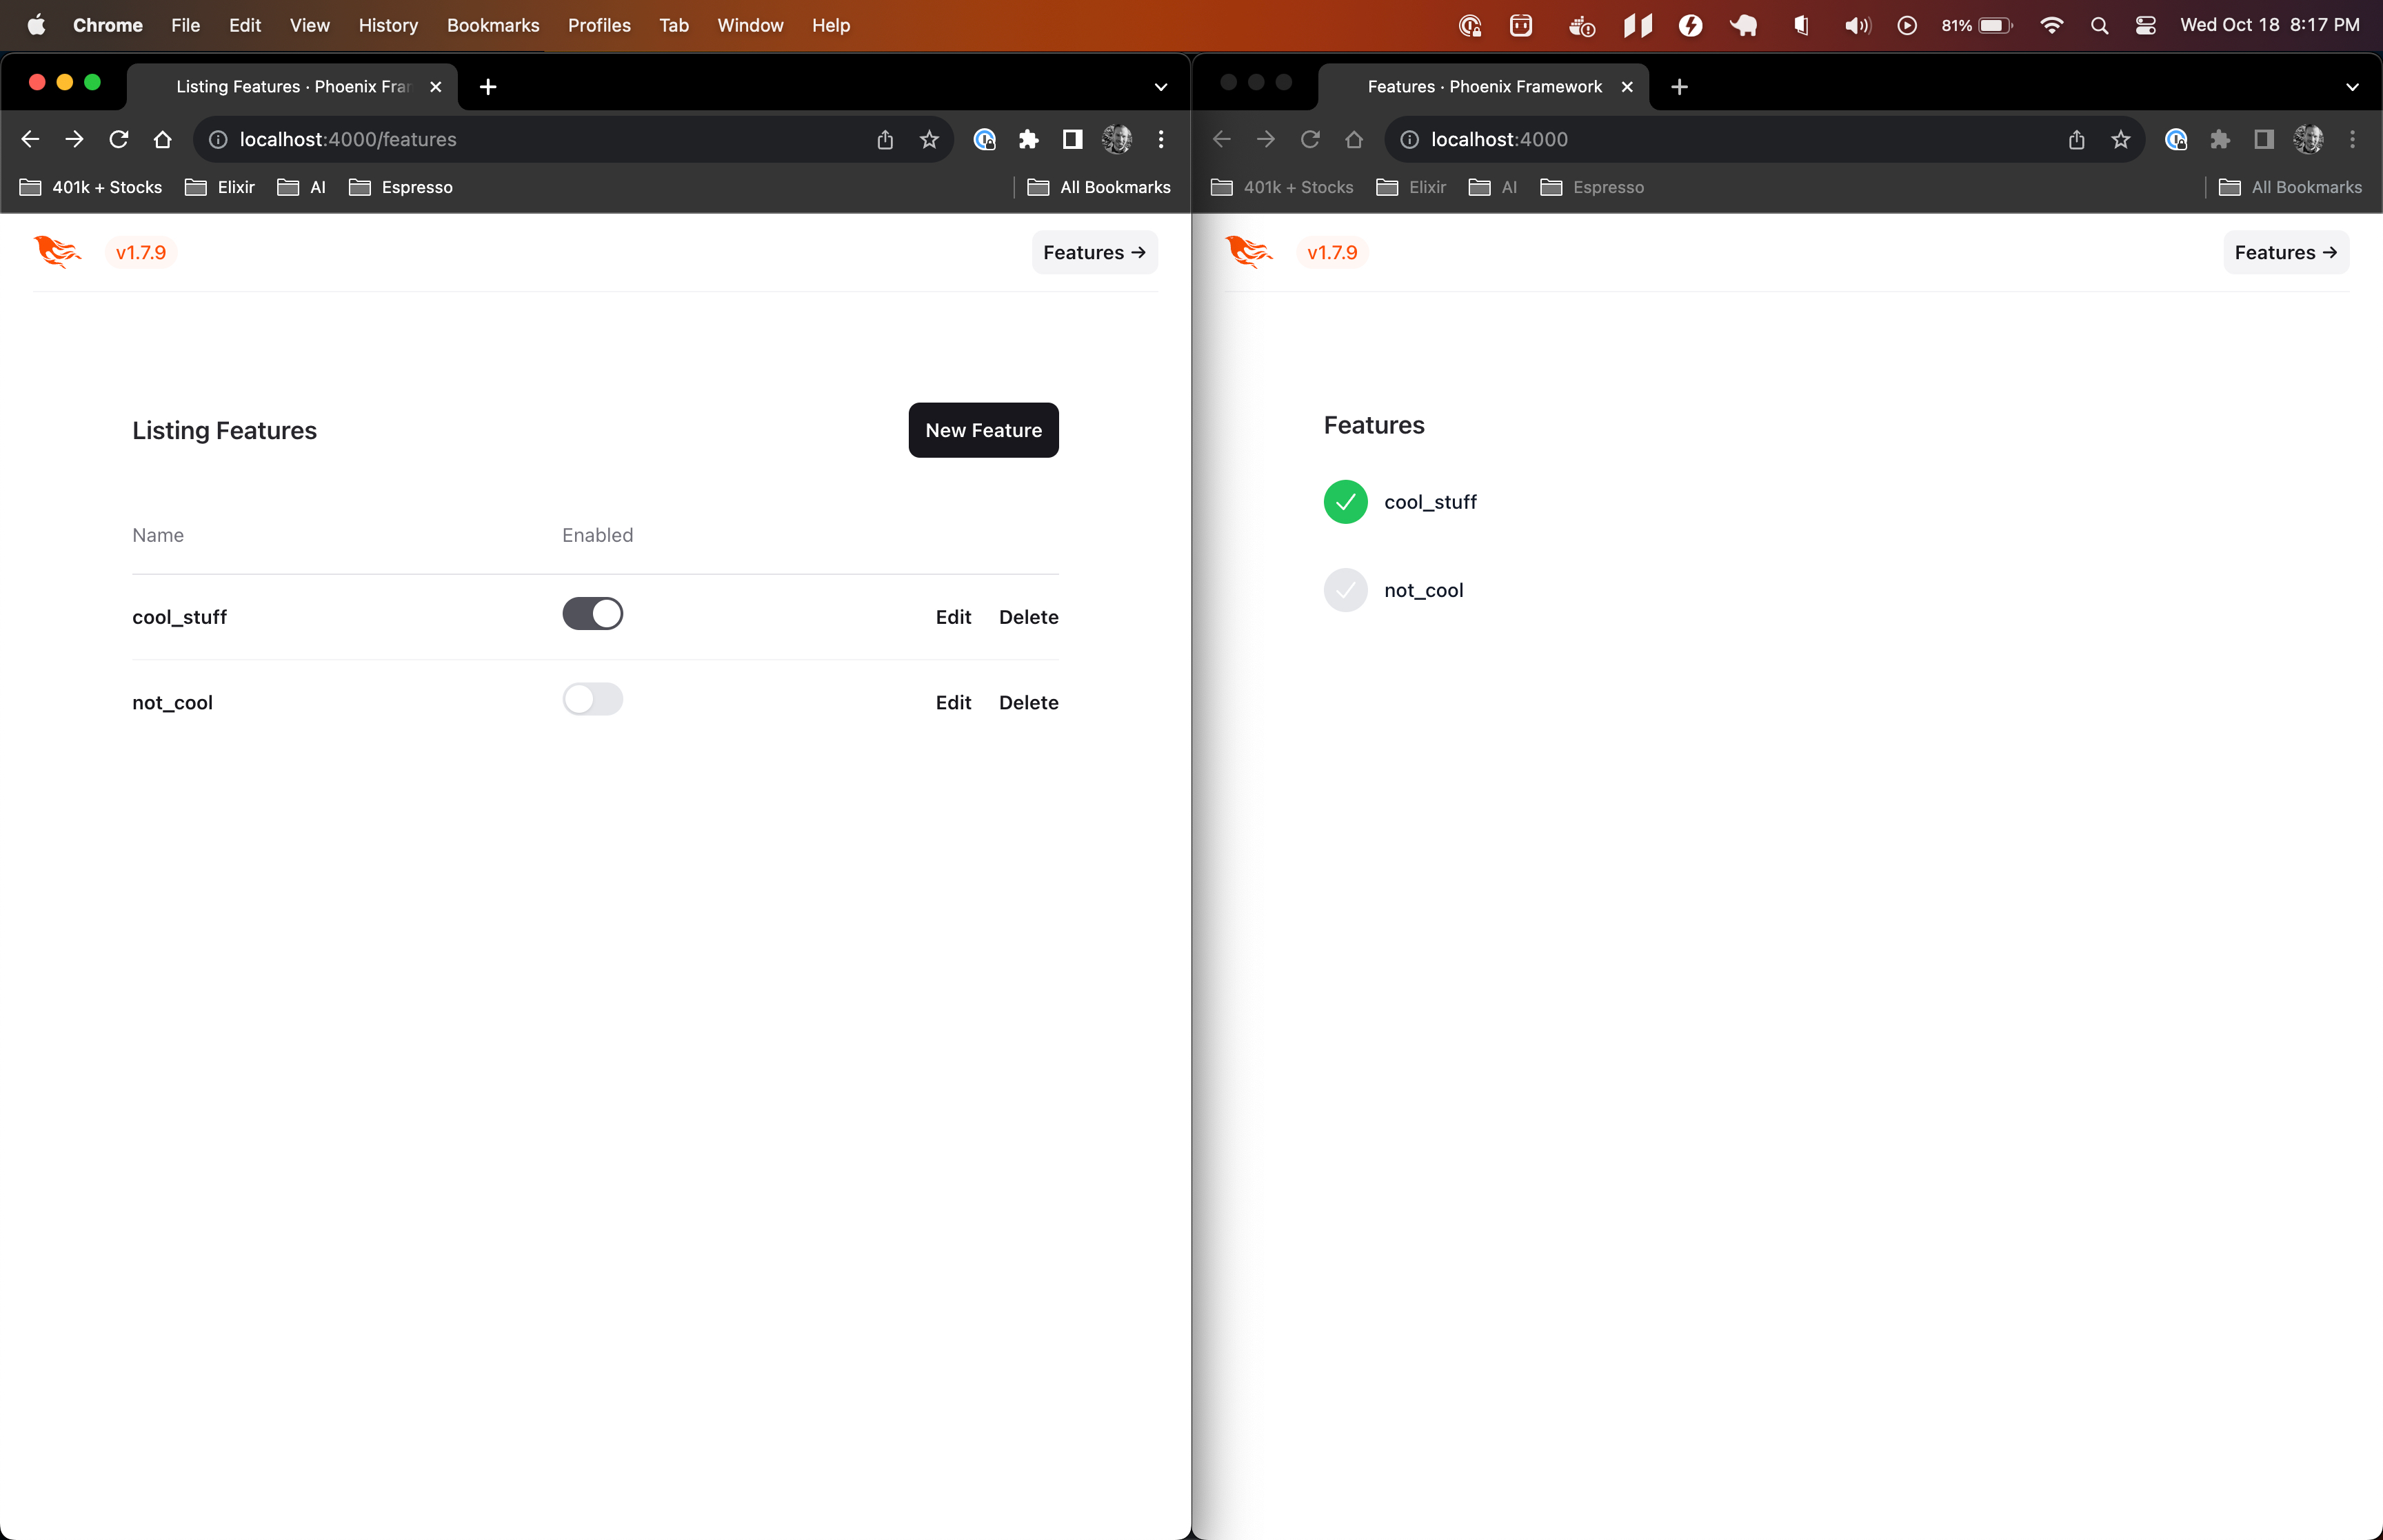 Chrome File Edit View History Bookmarks Profiles Tab Window Help
81% Wed Oct 18 8:17 PM
Listing Features · Phoenix Fra
localhost:4000/features
401k + Stocks Elixir AI Espresso All Bookmarks
v1.7.9 Features →
Listing Features New Feature
Name Enabled
cool_stuff Edit Delete
not_cool Edit Delete
Features · Phoenix Framework
localhost:4000
401k + Stocks Elixir AI Espresso All Bookmarks
v1.7.9 Features →
Features
cool_stuff
not_cool